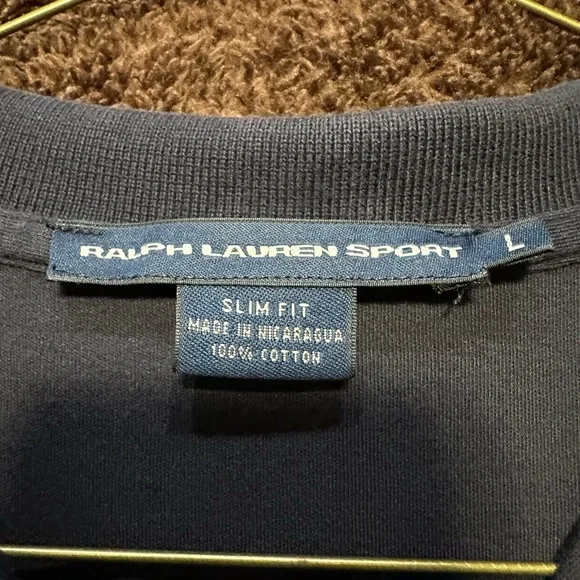 RALPH LAUREN SPORT L
SLIM FIT
MADE IN NICARAGUA
100% COTTON